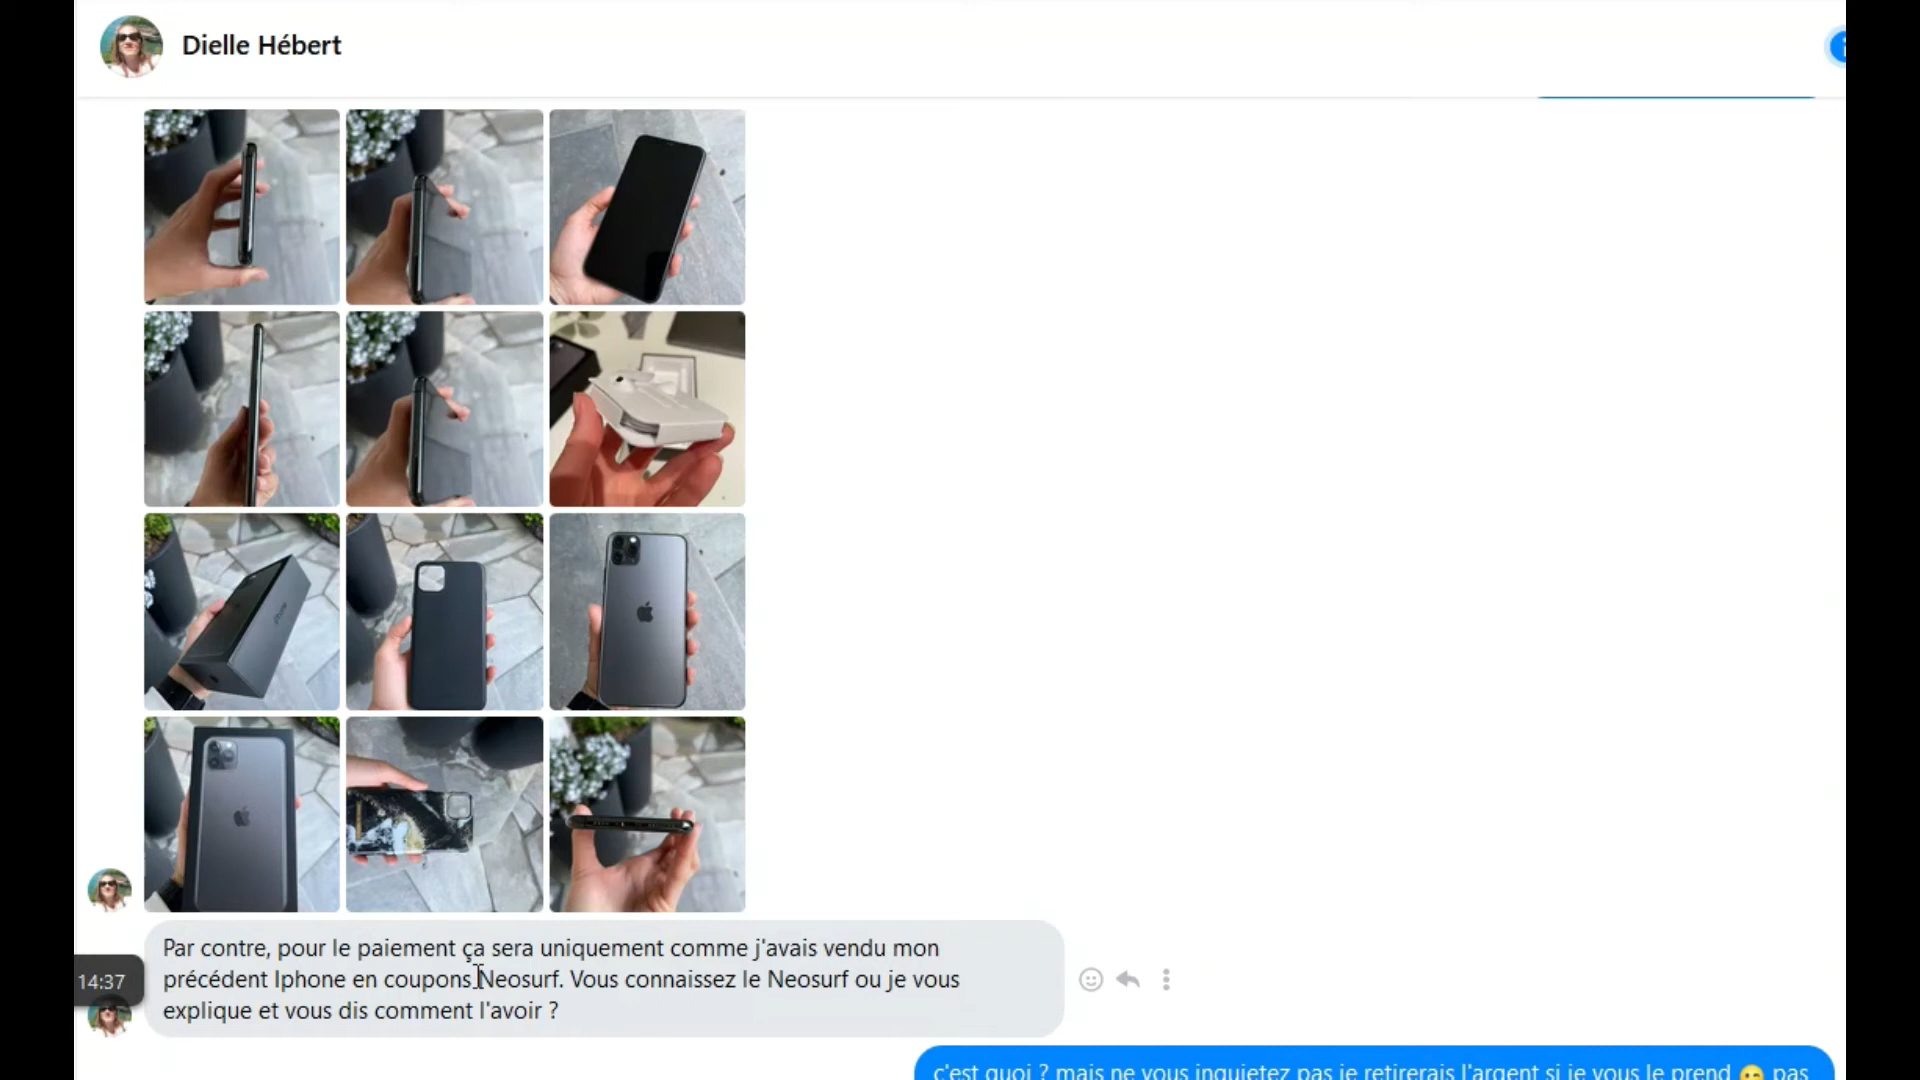 Dielle Hébert
Par contre, pour le paiement ça sera uniquement comme j'avais vendu mon
précédent Iphone en coupons Neosurf. Vous connaissez le Neosurf ou je vous
explique et vous dis comment l'avoir ?
14:37
c'est quoi ? mais ne vous inquietez pas je retirerais l'argent si je vous le prend 😁 pas